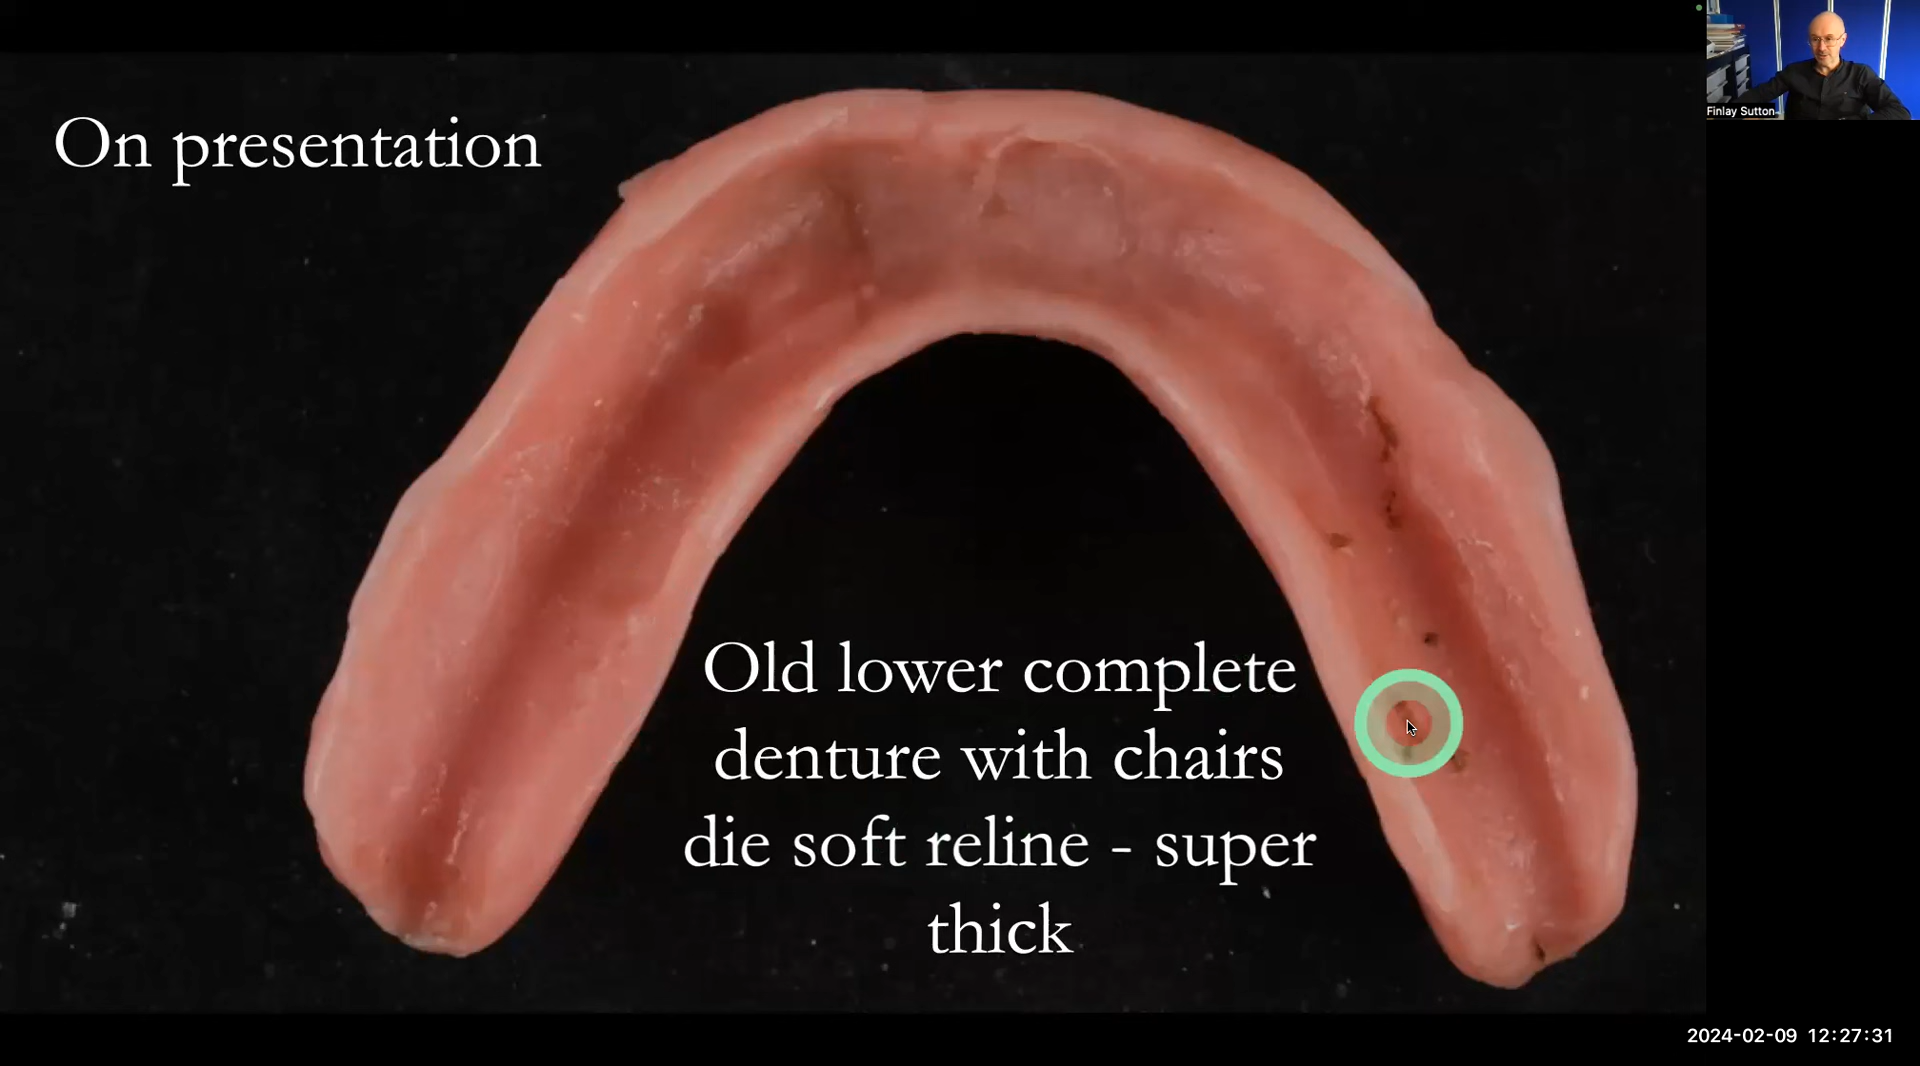 On presentation
Finlay Sutton
Old lower complete
denture with chairs
die soft reline - super
thick
2024-02-09 12:27:31